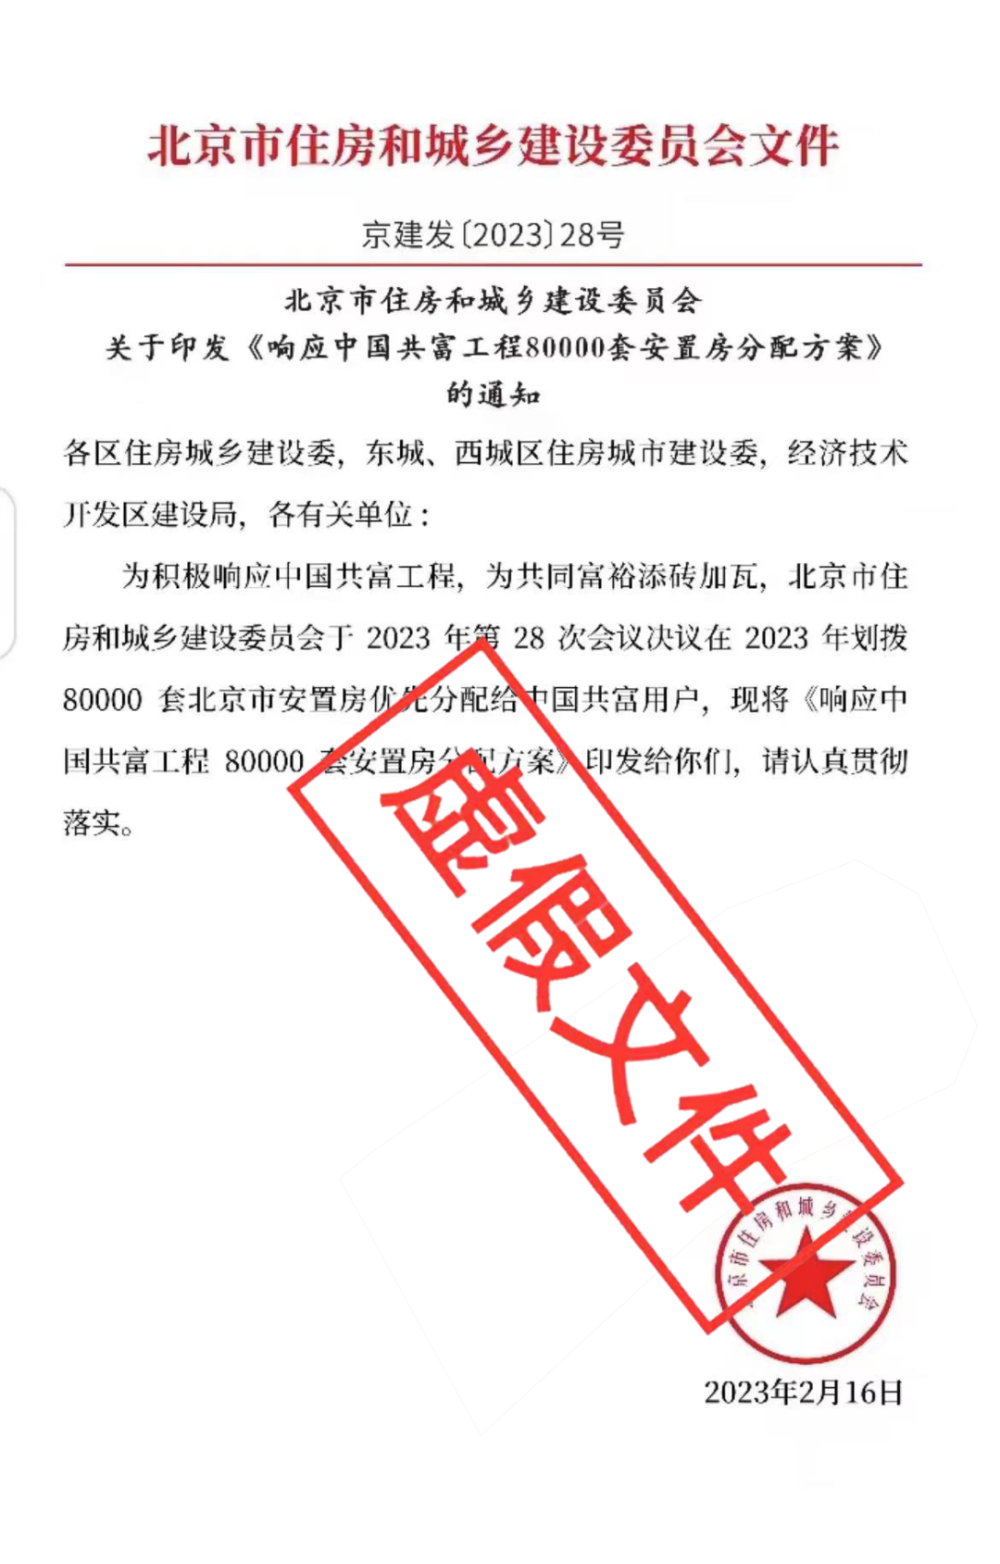 北京市住房和城乡建设委员会文件
京建发〔2023〕28号
北京市住房和城乡建设委员会
关于印发《响应中国共富工程80000套安置房分配方案》
的通知
各区住房城乡建设委，东城、西城区住房城市建设委，经济技术
开发区建设局，各有关单位：
为积极响应中国共富工程，为共同富裕添砖加瓦，北京市住
房和城乡建设委员会于 2023 年第 28 次会议决议在 2023 年划拨
80000 套北京市安置房优先分配给中国共富用户，现将《响应中
国共富工程 80000 套安置房分配方案》印发给你们，请认真贯彻
落实。
虚假文件
京市住房和城乡设委员会
2023年2月16日